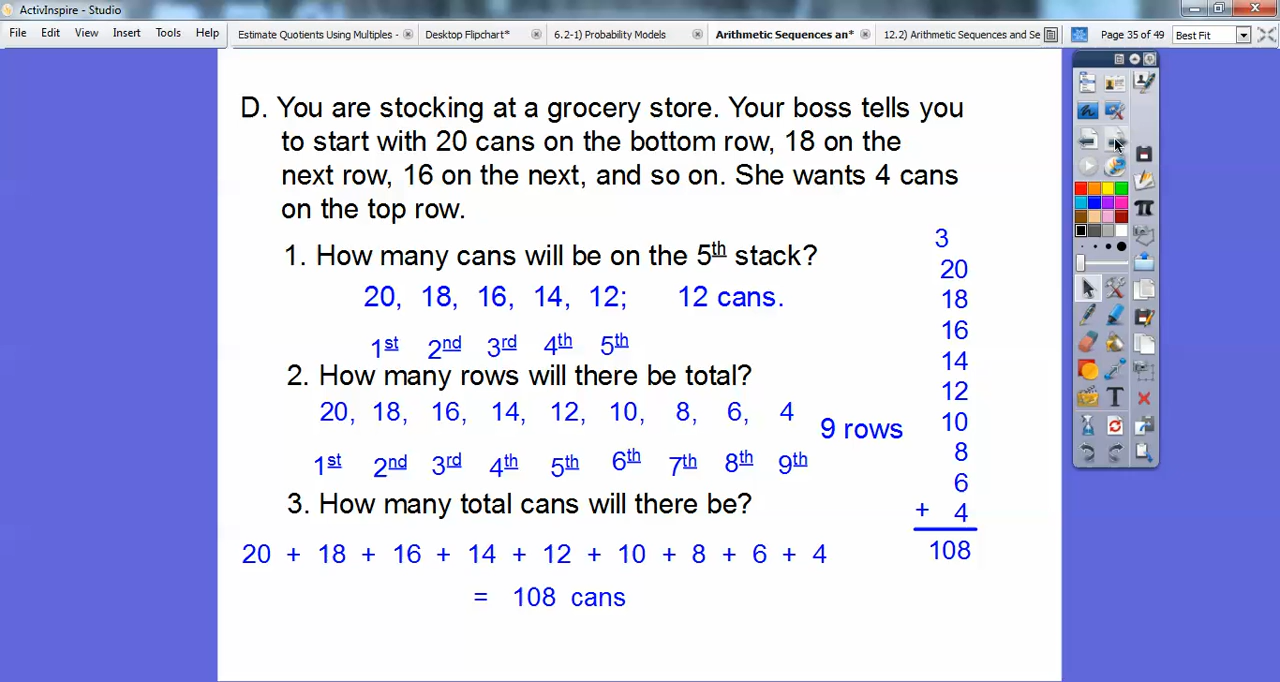 ActivInspire - Studio
File Edit View Insert Tools Help
Estimate Quotients Using Multiples - Desktop Flipchart* 6.2-1) Probability Models Arithmetic Sequences an* 12.2) Arithmetic Sequences and Se Page 35 of 49 Best Fit
D. You are stocking at a grocery store. Your boss tells you
to start with 20 cans on the bottom row, 18 on the
next row, 16 on the next, and so on. She wants 4 cans
on the top row.
1. How many cans will be on the 5th stack?
20, 18, 16, 14, 12; 12 cans.
1st 2nd 3rd 4th 5th
2. How many rows will there be total?
20, 18, 16, 14, 12, 10, 8, 6, 4
9 rows
1st 2nd 3rd 4th 5th 6th 7th 8th 9th
3. How many total cans will there be?
20 + 18 + 16 + 14 + 12 + 10 + 8 + 6 + 4
= 108 cans
3
20
18
16
14
12
10
8
6
+ 4
108